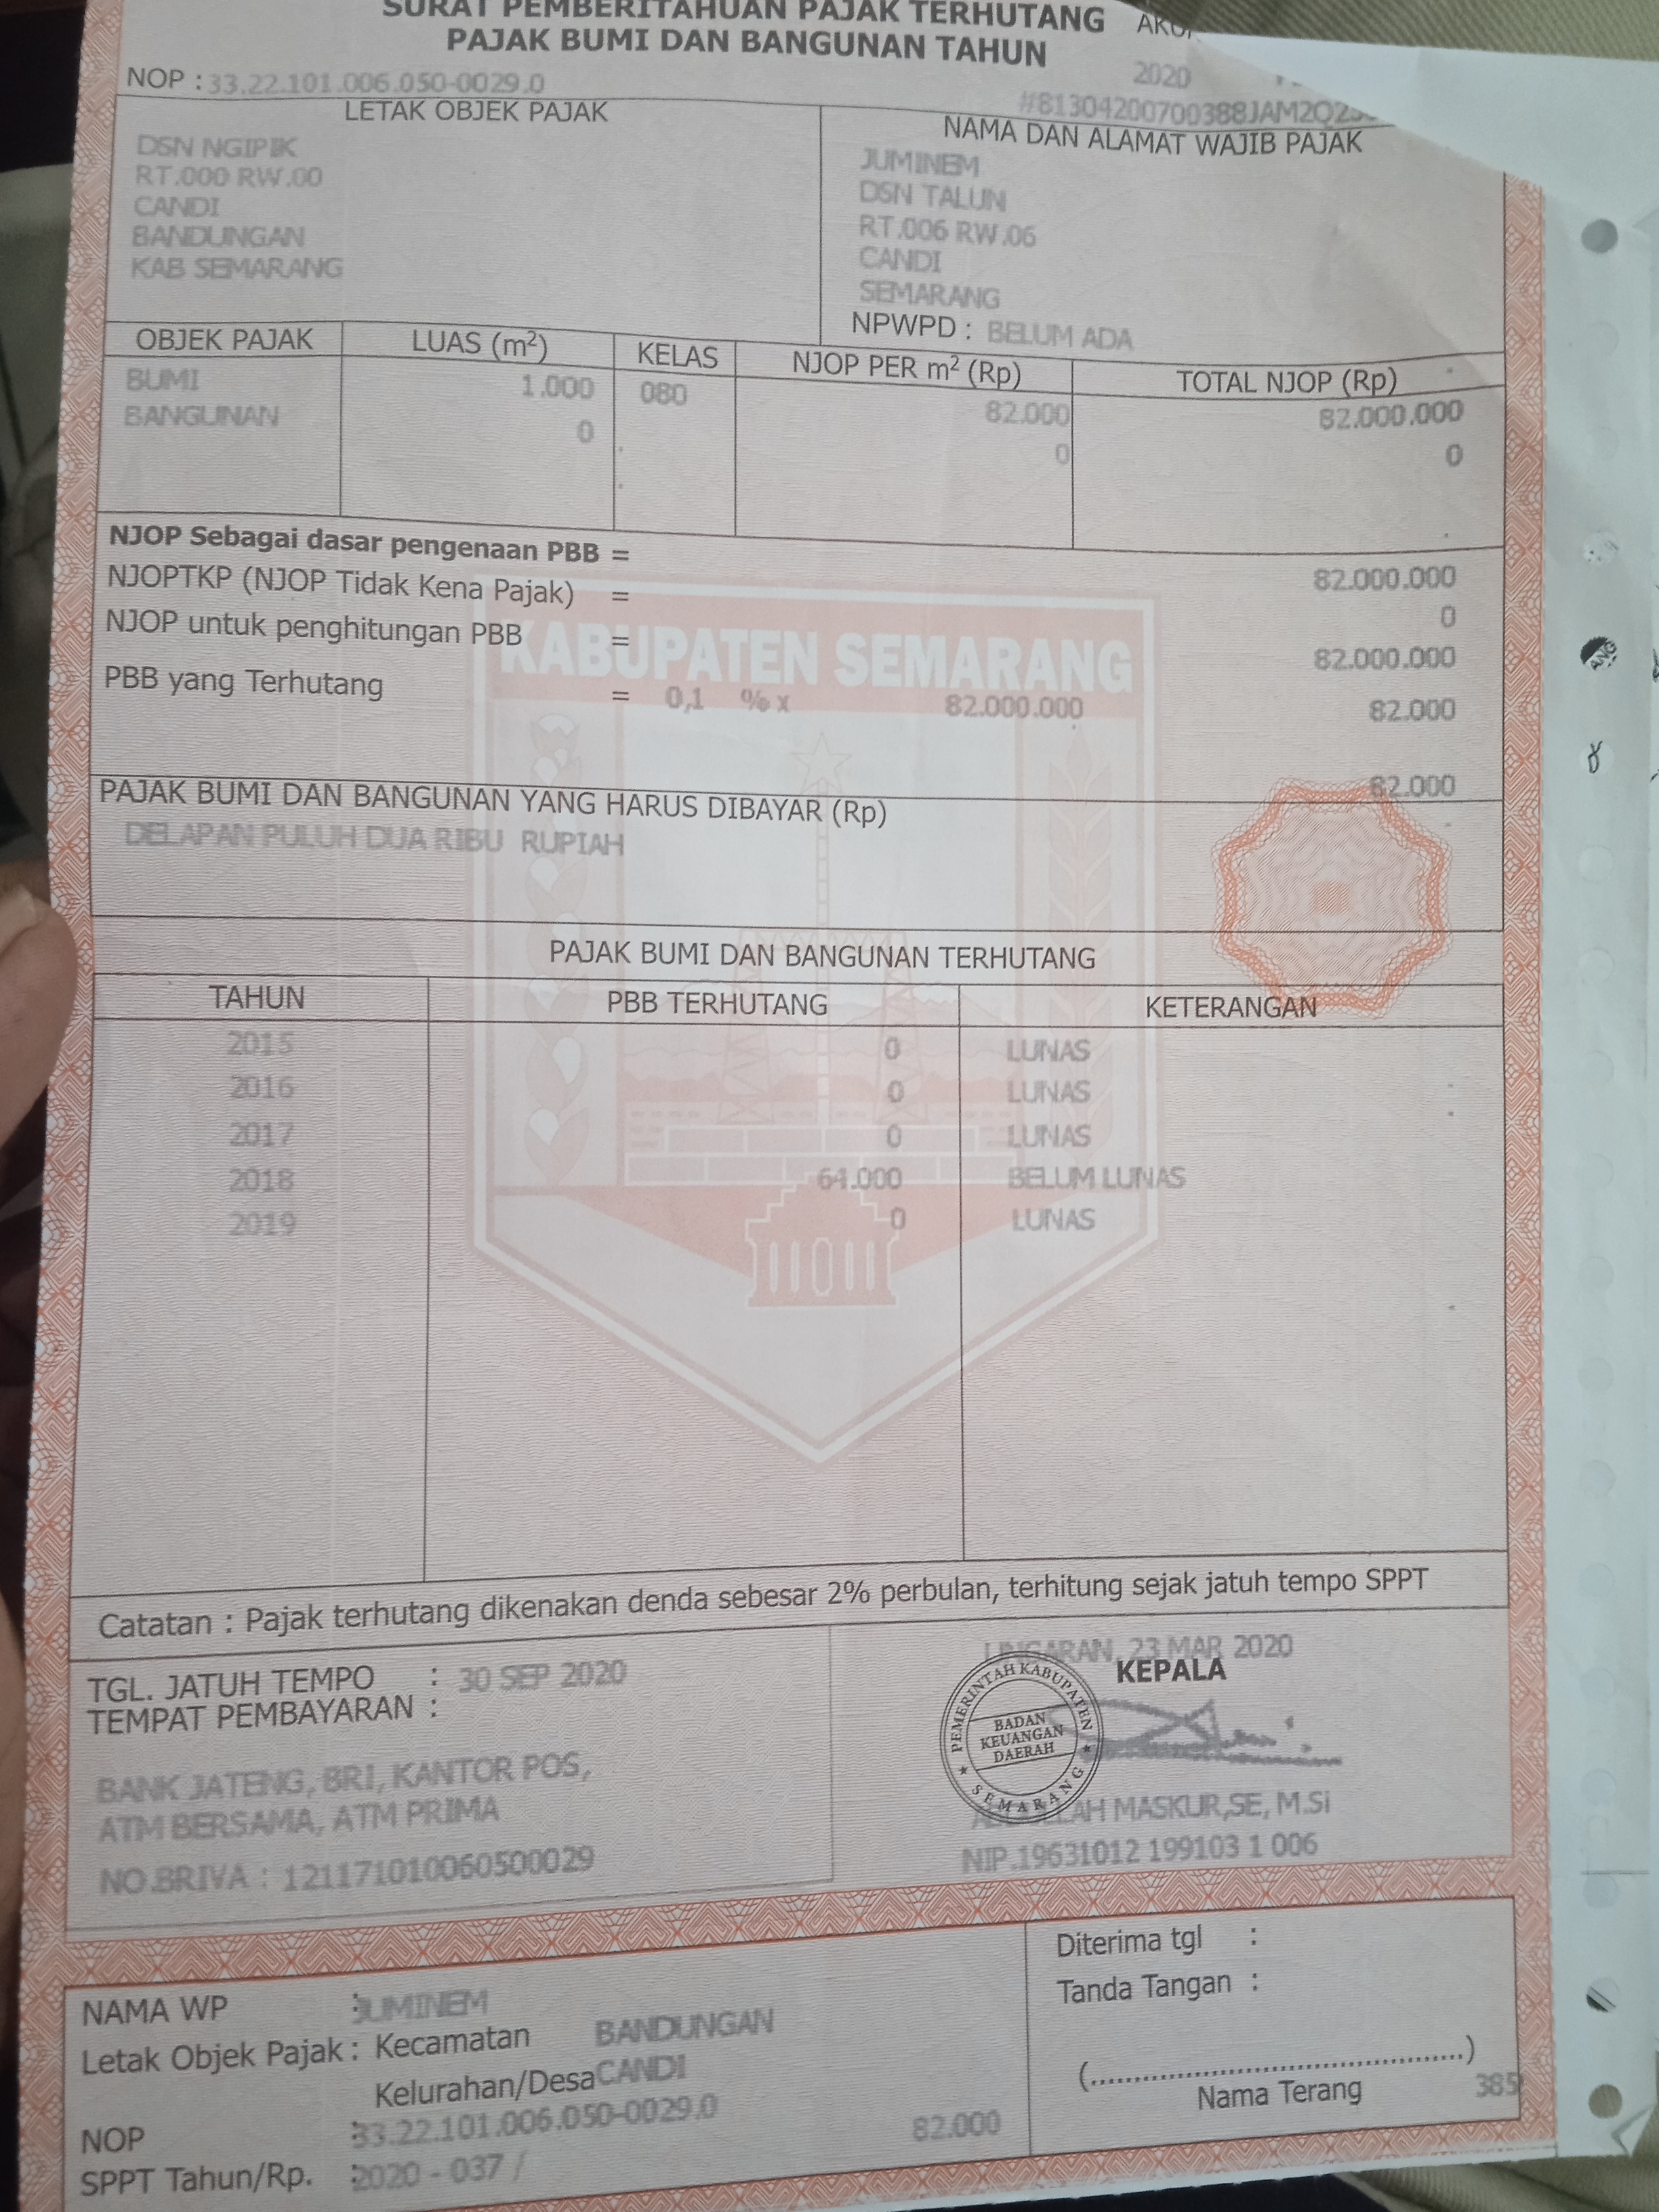 SURAT PEMBERITAHUAN PAJAK TERHUTANG
PAJAK BUMI DAN BANGUNAN TAHUN
2020
NOP : 33.22.101.006.050-0029.0
#8130420070038­8JAM2Q2
LETAK OBJEK PAJAK
DSN NGIPIK
RT.000 RW.00
CANDI
BANDUNGAN
KAB SEMARANG
NAMA DAN ALAMAT WAJIB PAJAK
JUMINEM
DSN TALUN
RT.006 RW.06
CANDI
SEMARANG
NPWPD : BELUM ADA
OBJEK PAJAK LUAS (m²) KELAS NJOP PER m² (Rp) TOTAL NJOP (Rp)
BUMI 1.000 080 82.000 82.000.000
BANGUNAN 0 0 0
NJOP Sebagai dasar pengenaan PBB = 82.000.000
NJOPTKP (NJOP Tidak Kena Pajak) = 0
NJOP untuk penghitungan PBB = 82.000.000
KABUPATEN SEMARANG
PBB yang Terhutang = 0,1 % x 82.000.000 82.000
PAJAK BUMI DAN BANGUNAN YANG HARUS DIBAYAR (Rp) 82.000
DELAPAN PULUH DUA RIBU RUPIAH
PAJAK BUMI DAN BANGUNAN TERHUTANG
TAHUN PBB TERHUTANG KETERANGAN
2015 0 LUNAS
2016 0 LUNAS
2017 0 LUNAS
2018 64.000 BELUM LUNAS
2019 0 LUNAS
Catatan : Pajak terhutang dikenakan denda sebesar 2% perbulan, terhitung sejak jatuh tempo SPPT
TGL. JATUH TEMPO : 30 SEP 2020
TEMPAT PEMBAYARAN :
BANK JATENG, BRI, KANTOR POS,
ATM BERSAMA, ATM PRIMA
NO.BRIVA : 121171010060500029
UNGARAN, 23 MAR 2020
KEPALA
PEMERINTAH KABUPATEN
BADAN
KEUANGAN
DAERAH
SEMARANG
MASKUR,SE, M.Si
NIP.19631012 199103 1 006
NAMA WP : JUMINEM
Letak Objek Pajak : Kecamatan BANDUNGAN
Kelurahan/Desa CANDI
NOP : 33.22.101.006.050-0029.0
SPPT Tahun/Rp. : 2020 - 037 / 82.000
Diterima tgl :
Tanda Tangan :
(..............................................)
Nama Terang
385